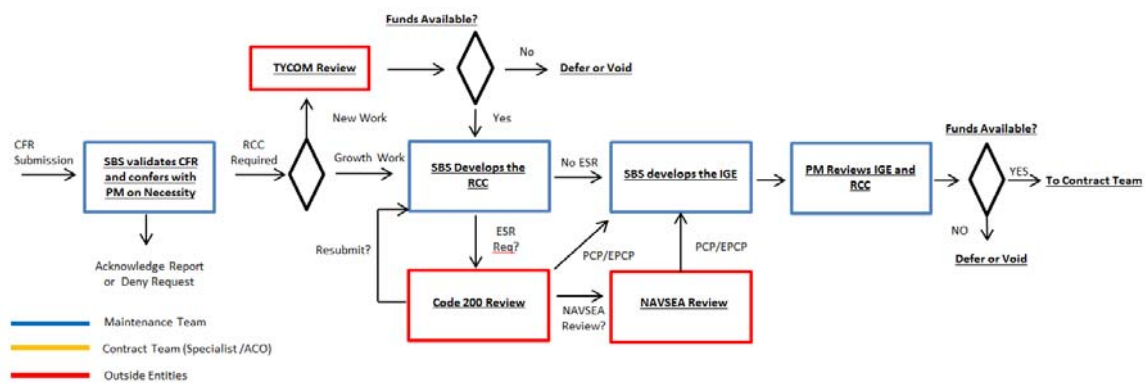 Funds Available?
TYCOM Review
No
Defer or Void
New Work
Yes
CFR
Submission
SBS validates CFR
and confers with
PM on Necessity
RCC
Required
Growth Work
SBS Develops the
RCC
No ESR
SBS develops the IGE
PM Reviews IGE and
RCC
Funds Available?
YES
To Contract Team
NO
Defer or Void
Acknowledge Report
or Deny Request
Resubmit?
ESR
Req?
PCP/EPCP
PCP/EPCP
Code 200 Review
NAVSEA
Review?
NAVSEA Review
Maintenance Team
Contract Team (Specialist /ACO)
Outside Entities